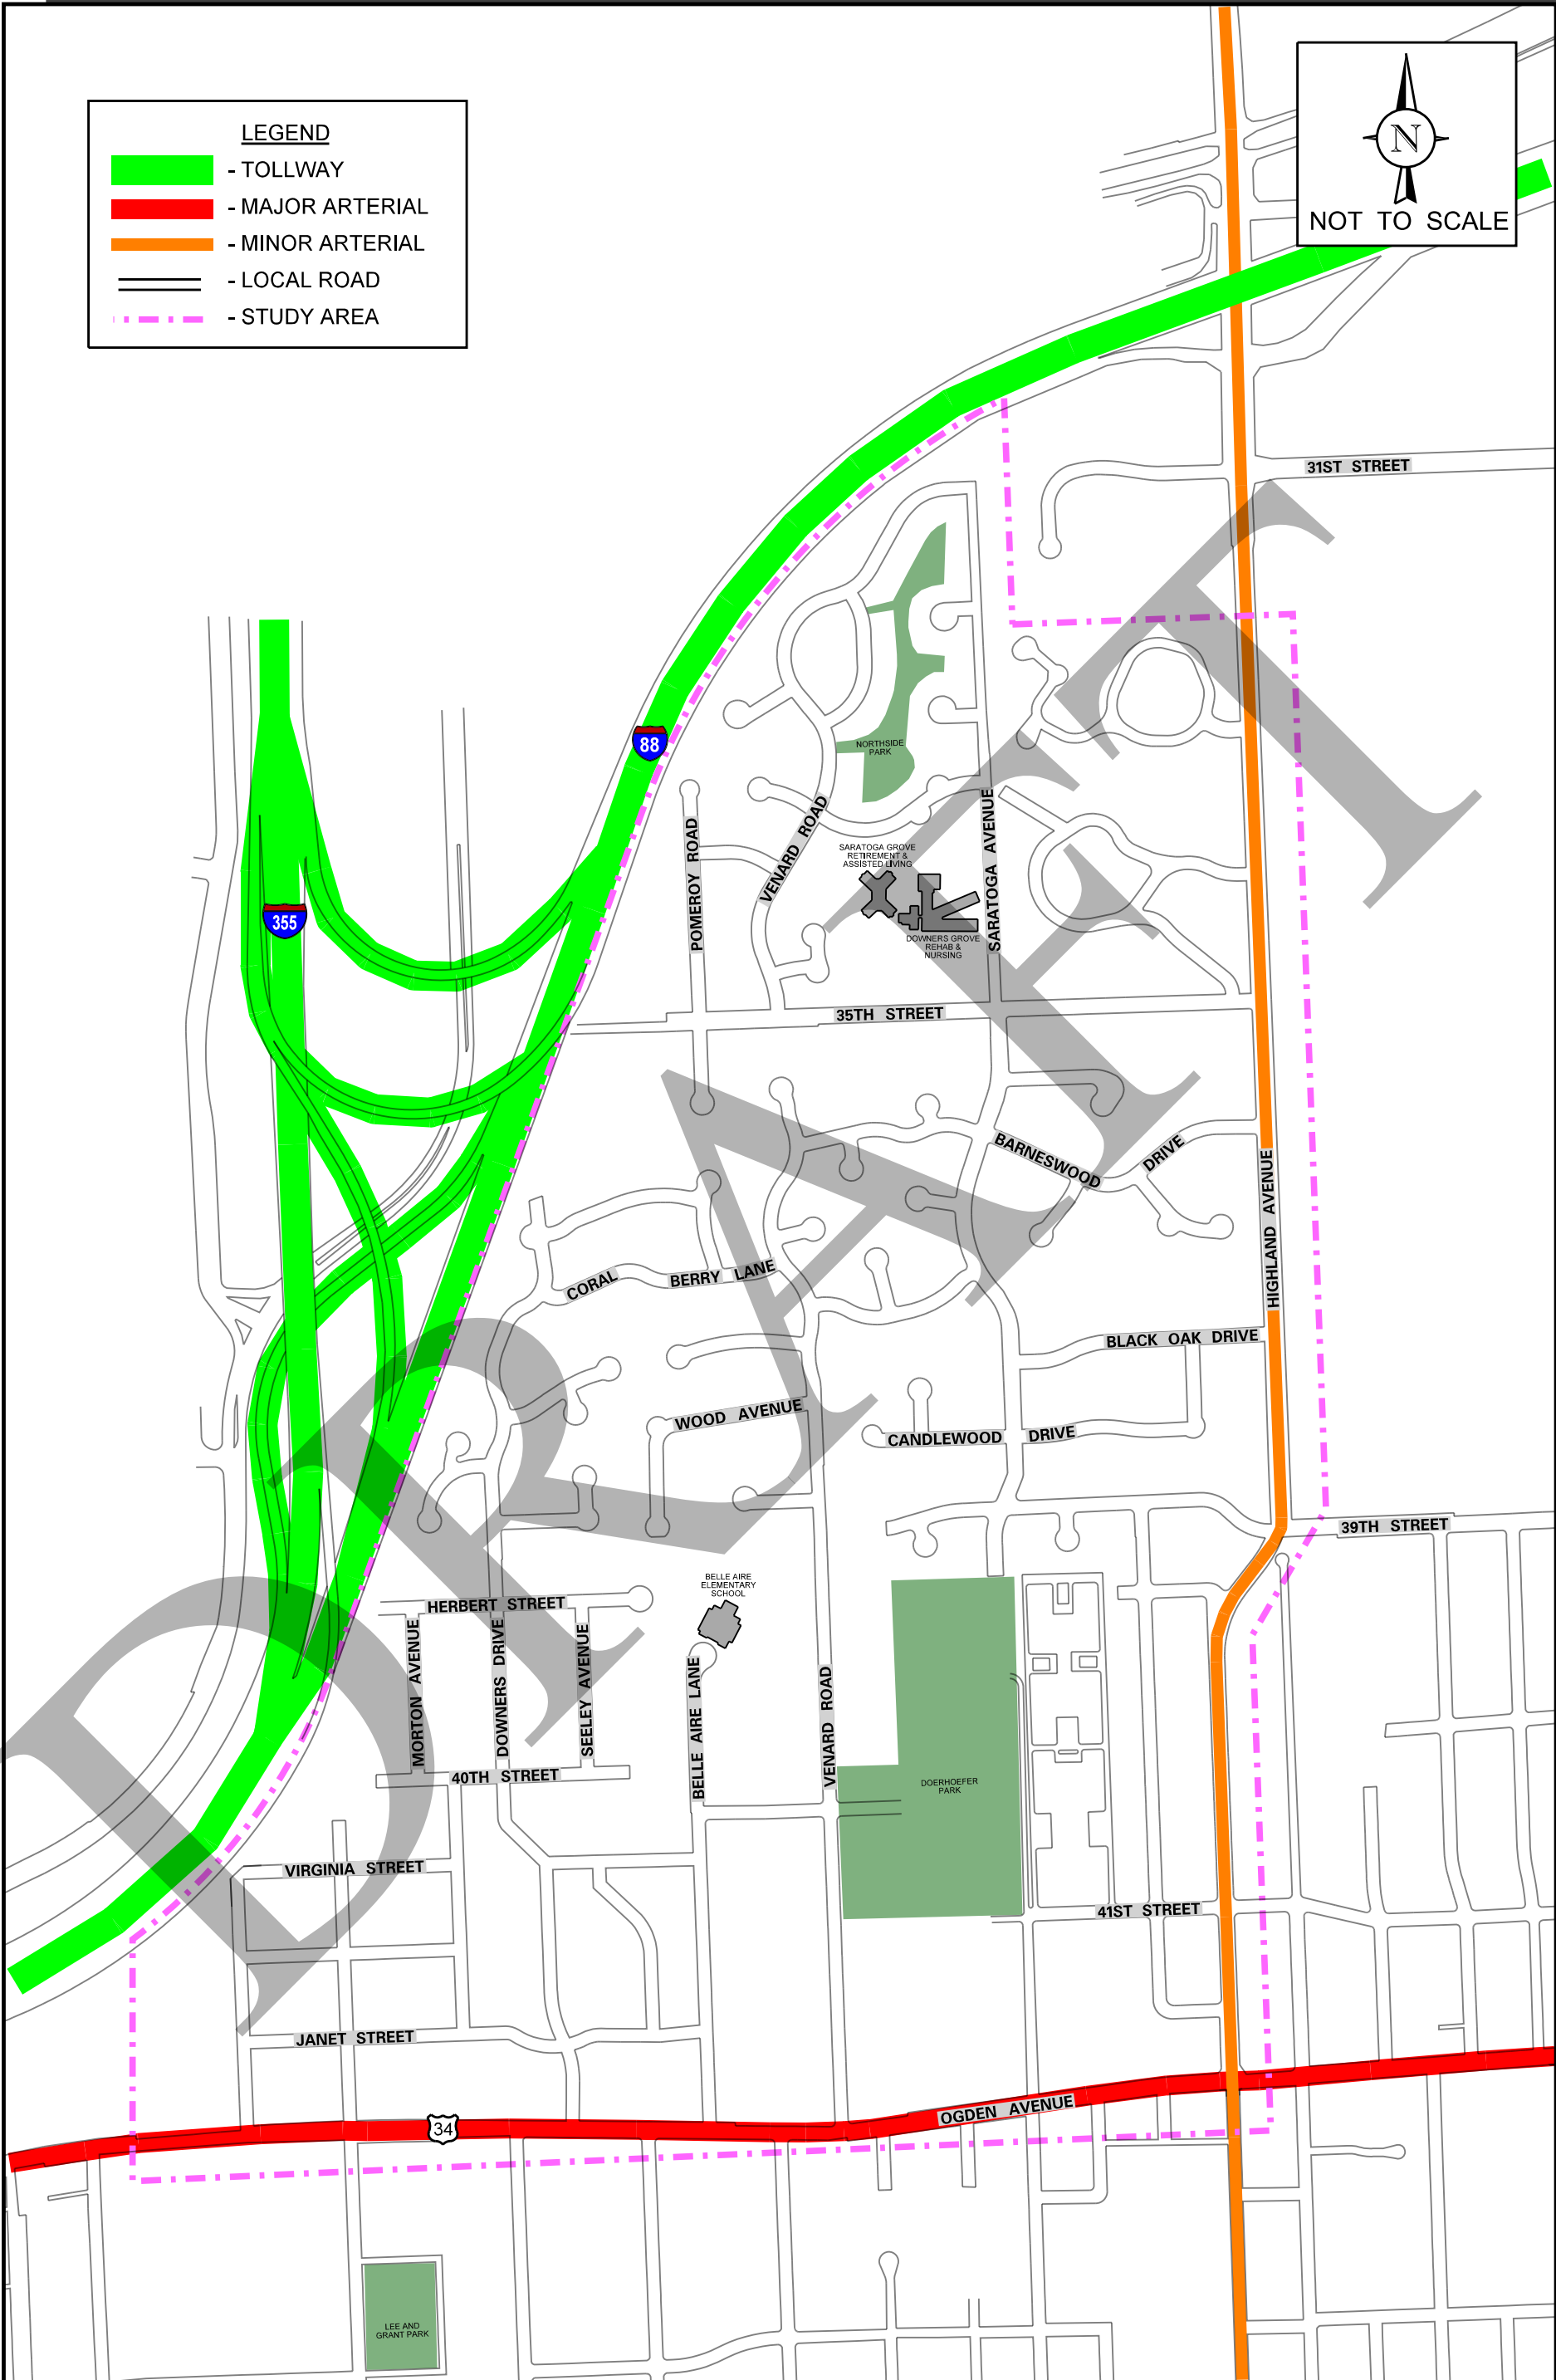 LEGEND
- TOLLWAY
- MAJOR ARTERIAL
- MINOR ARTERIAL
- LOCAL ROAD
- STUDY AREA
N
NOT TO SCALE
31ST STREET
88
NORTHSIDE
PARK
POMEROY ROAD
VENARD ROAD
SARATOGA AVENUE
SARATOGA GROVE
RETIREMENT &
ASSISTED LIVING
355
DOWNERS GROVE
REHAB &
NURSING
35TH STREET
BARNESWOOD DRIVE
HIGHLAND AVENUE
CORAL BERRY LANE
BLACK OAK DRIVE
WOOD AVENUE
CANDLEWOOD DRIVE
39TH STREET
BELLE AIRE
ELEMENTARY
SCHOOL
HERBERT STREET
MORTON AVENUE
DOWNERS DRIVE
SEELEY AVENUE
BELLE AIRE LANE
VENARD ROAD
40TH STREET
DOERHOEFER
PARK
VIRGINIA STREET
41ST STREET
JANET STREET
OGDEN AVENUE
34
LEE AND
GRANT PARK
DRAFT